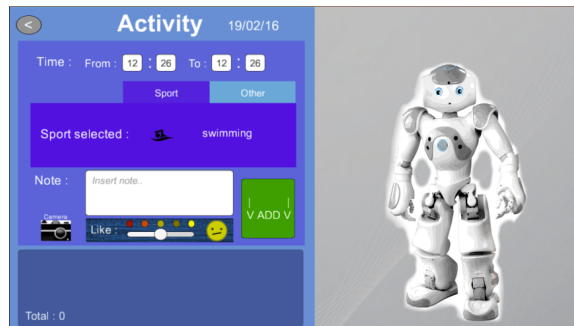 <
Activity 19/02/16
Time : From : 12 : 26 To : 12 : 26
Sport Other
Sport selected : swimming
Note : Insert note..
V ADD V
Camera
Like :
Total : 0